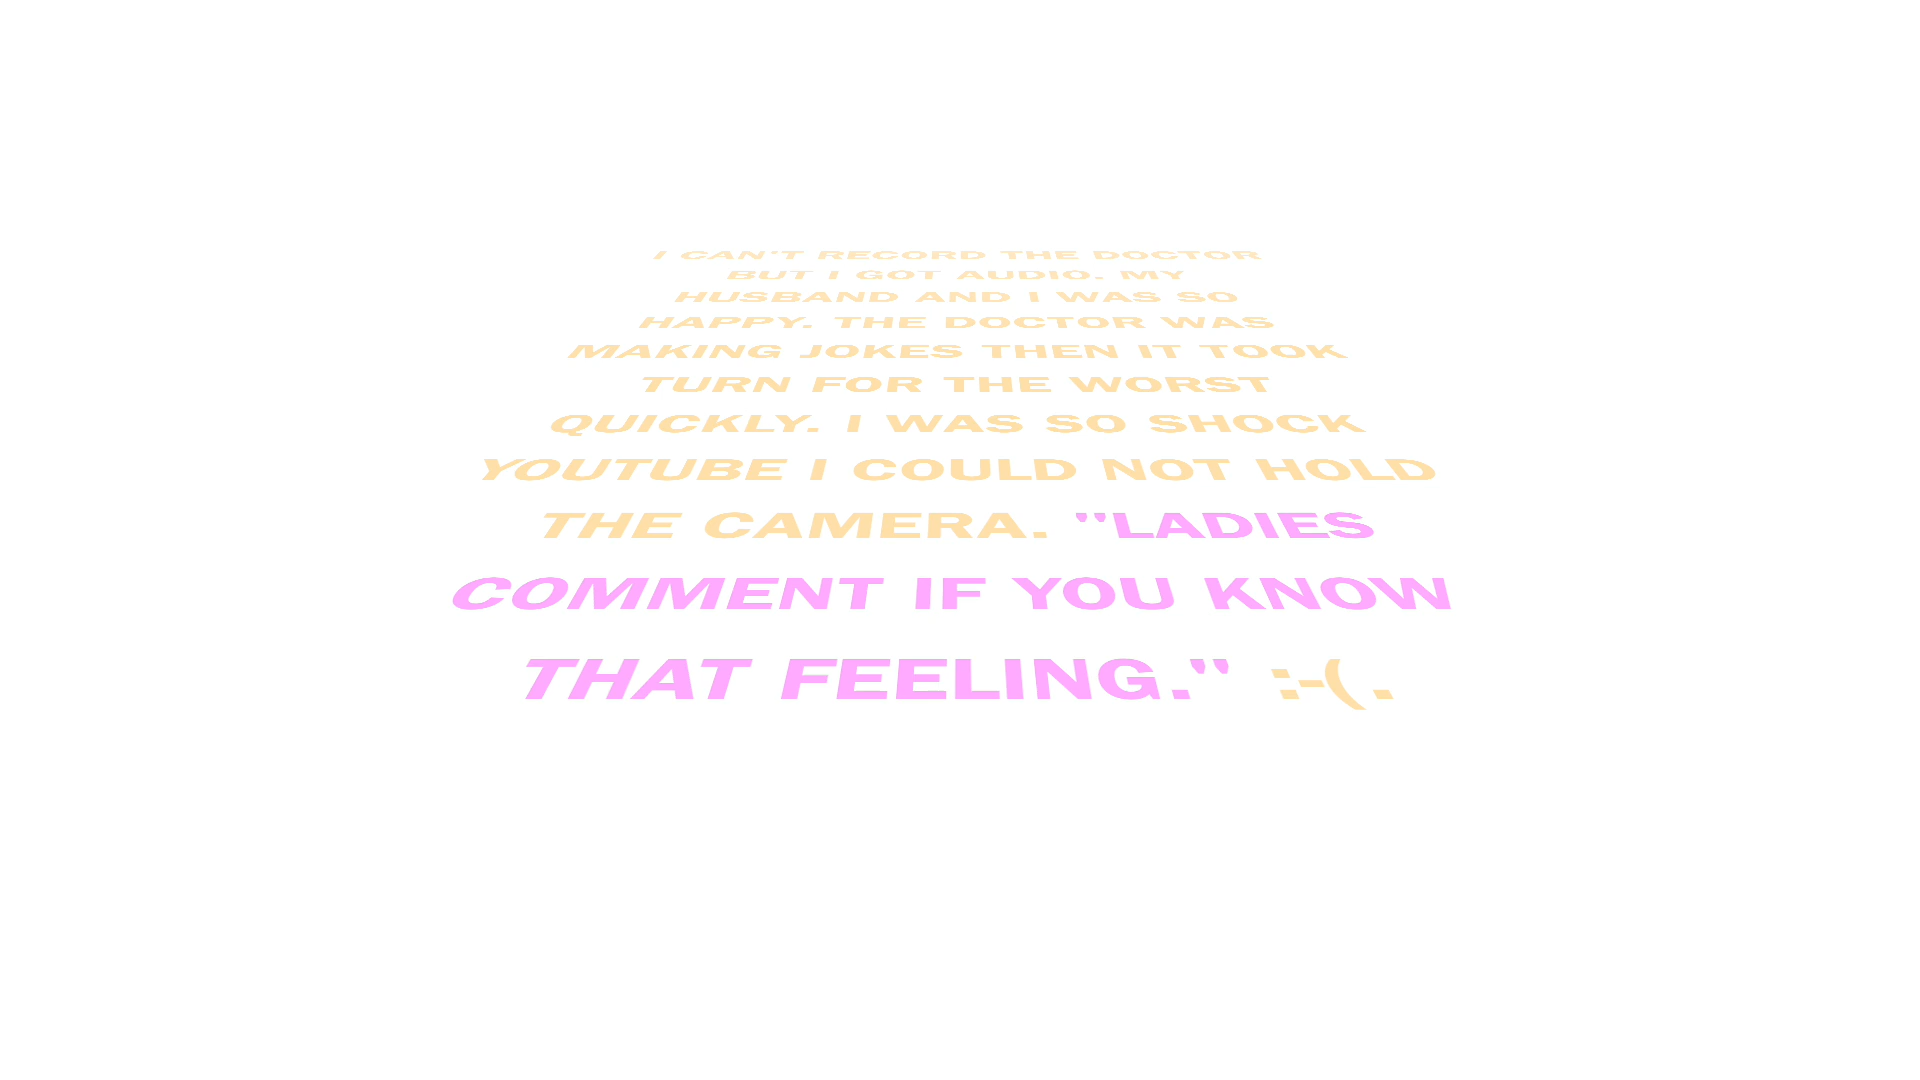 I CAN'T RECORD THE DOCTOR
BUT I GOT AUDIO. MY
HUSBAND AND I WAS SO
HAPPY. THE DOCTOR WAS
MAKING JOKES THEN IT TOOK
TURN FOR THE WORST
QUICKLY. I WAS SO SHOCK
YOUTUBE I COULD NOT HOLD
THE CAMERA. "LADIES
COMMENT IF YOU KNOW
THAT FEELING." :-(.